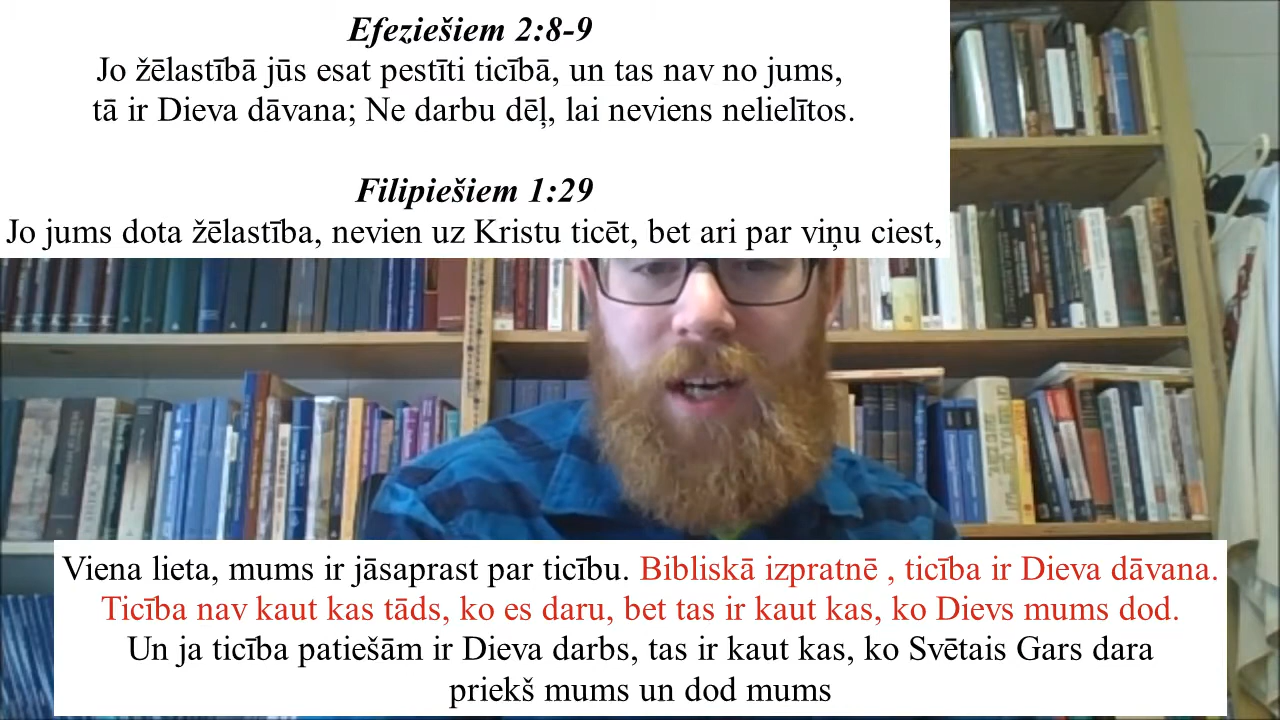 Efeziešiem 2:8-9
Jo žēlastībā jūs esat pestīti ticībā, un tas nav no jums,
tā ir Dieva dāvana; Ne darbu dēļ, lai neviens nelielītos.
Filipiešiem 1:29
Jo jums dota žēlastība, nevien uz Kristu ticēt, bet ari par viņu ciest,
Viena lieta, mums ir jāsaprast par ticību. Bibliskā izpratnē , ticība ir Dieva dāvana.
Ticība nav kaut kas tāds, ko es daru, bet tas ir kaut kas, ko Dievs mums dod.
Un ja ticība patiešām ir Dieva darbs, tas ir kaut kas, ko Svētais Gars dara
priekš mums un dod mums